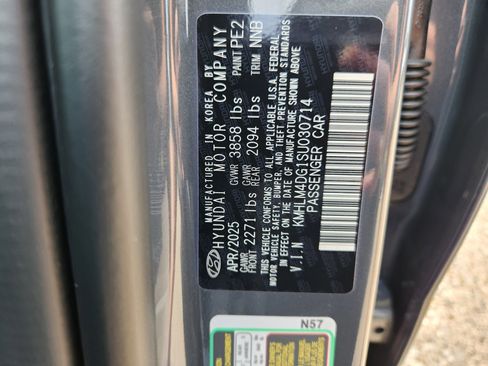 MANUFACTURED IN KOREA BY
HYUNDAI MOTOR COMPANY
APR/2025 GVWR 3858 lbs PAINT PE2
GAWR FRONT 2271 lbs GAWR REAR 2094 lbs TRIM NNB
THIS VEHICLE CONFORMS TO ALL APPLICABLE U.S.A. FEDERAL
MOTOR VEHICLE SAFETY, BUMPER, AND THEFT PREVENTION STANDARDS
IN EFFECT ON THE DATE OF MANUFACTURE SHOWN ABOVE
V.I.N KMHLM4DG1SU030714
PASSENGER CAR
N57